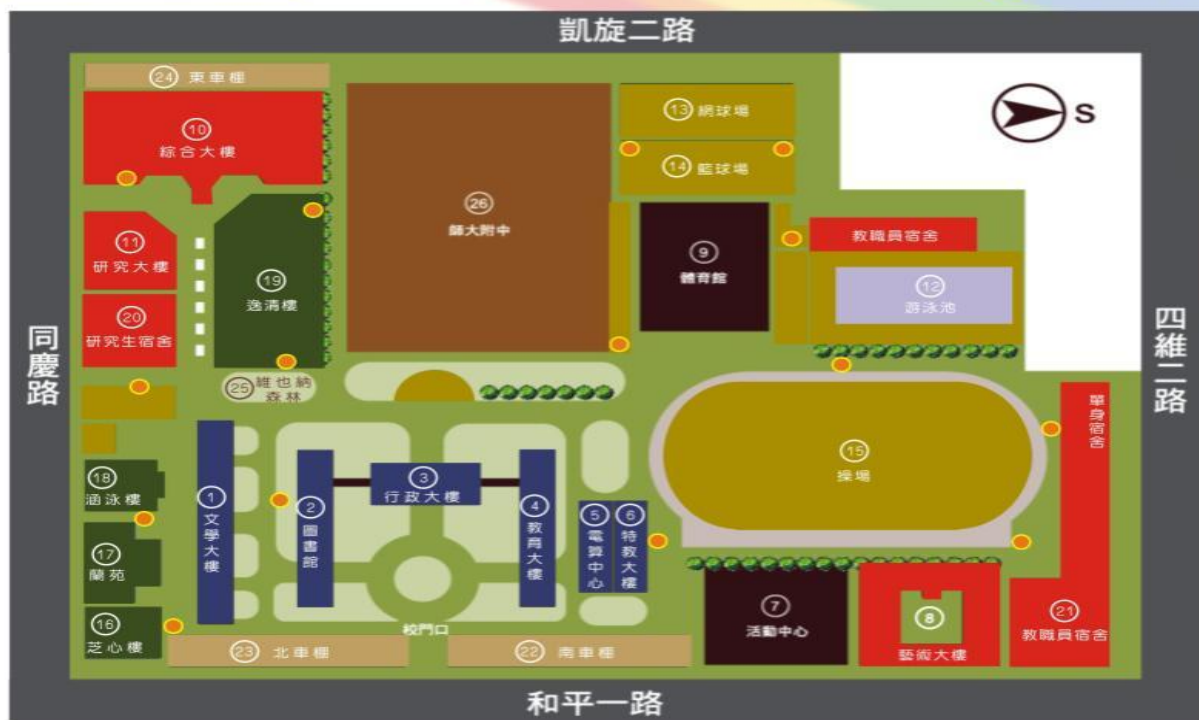 凱旋二路
24 東車棚
10
綜合大樓
13 網球場
14 籃球場
S
26
師大附中
11
研究大樓
19
逸清樓
9
體育館
教職員宿舍
12
游泳池
20
研究生宿舍
同慶路
四維二路
25 維也納
森林
18
涵泳樓
17
蘭苑
16
芝心樓
1 文學大樓
2 圖書館
3
行政大樓
4 教育大樓
5 電算中心
6 特教大樓
15
操場
單身宿舍
校門口
23 北車棚
22 南車棚
7
活動中心
8
藝術大樓
21
教職員宿舍
和平一路